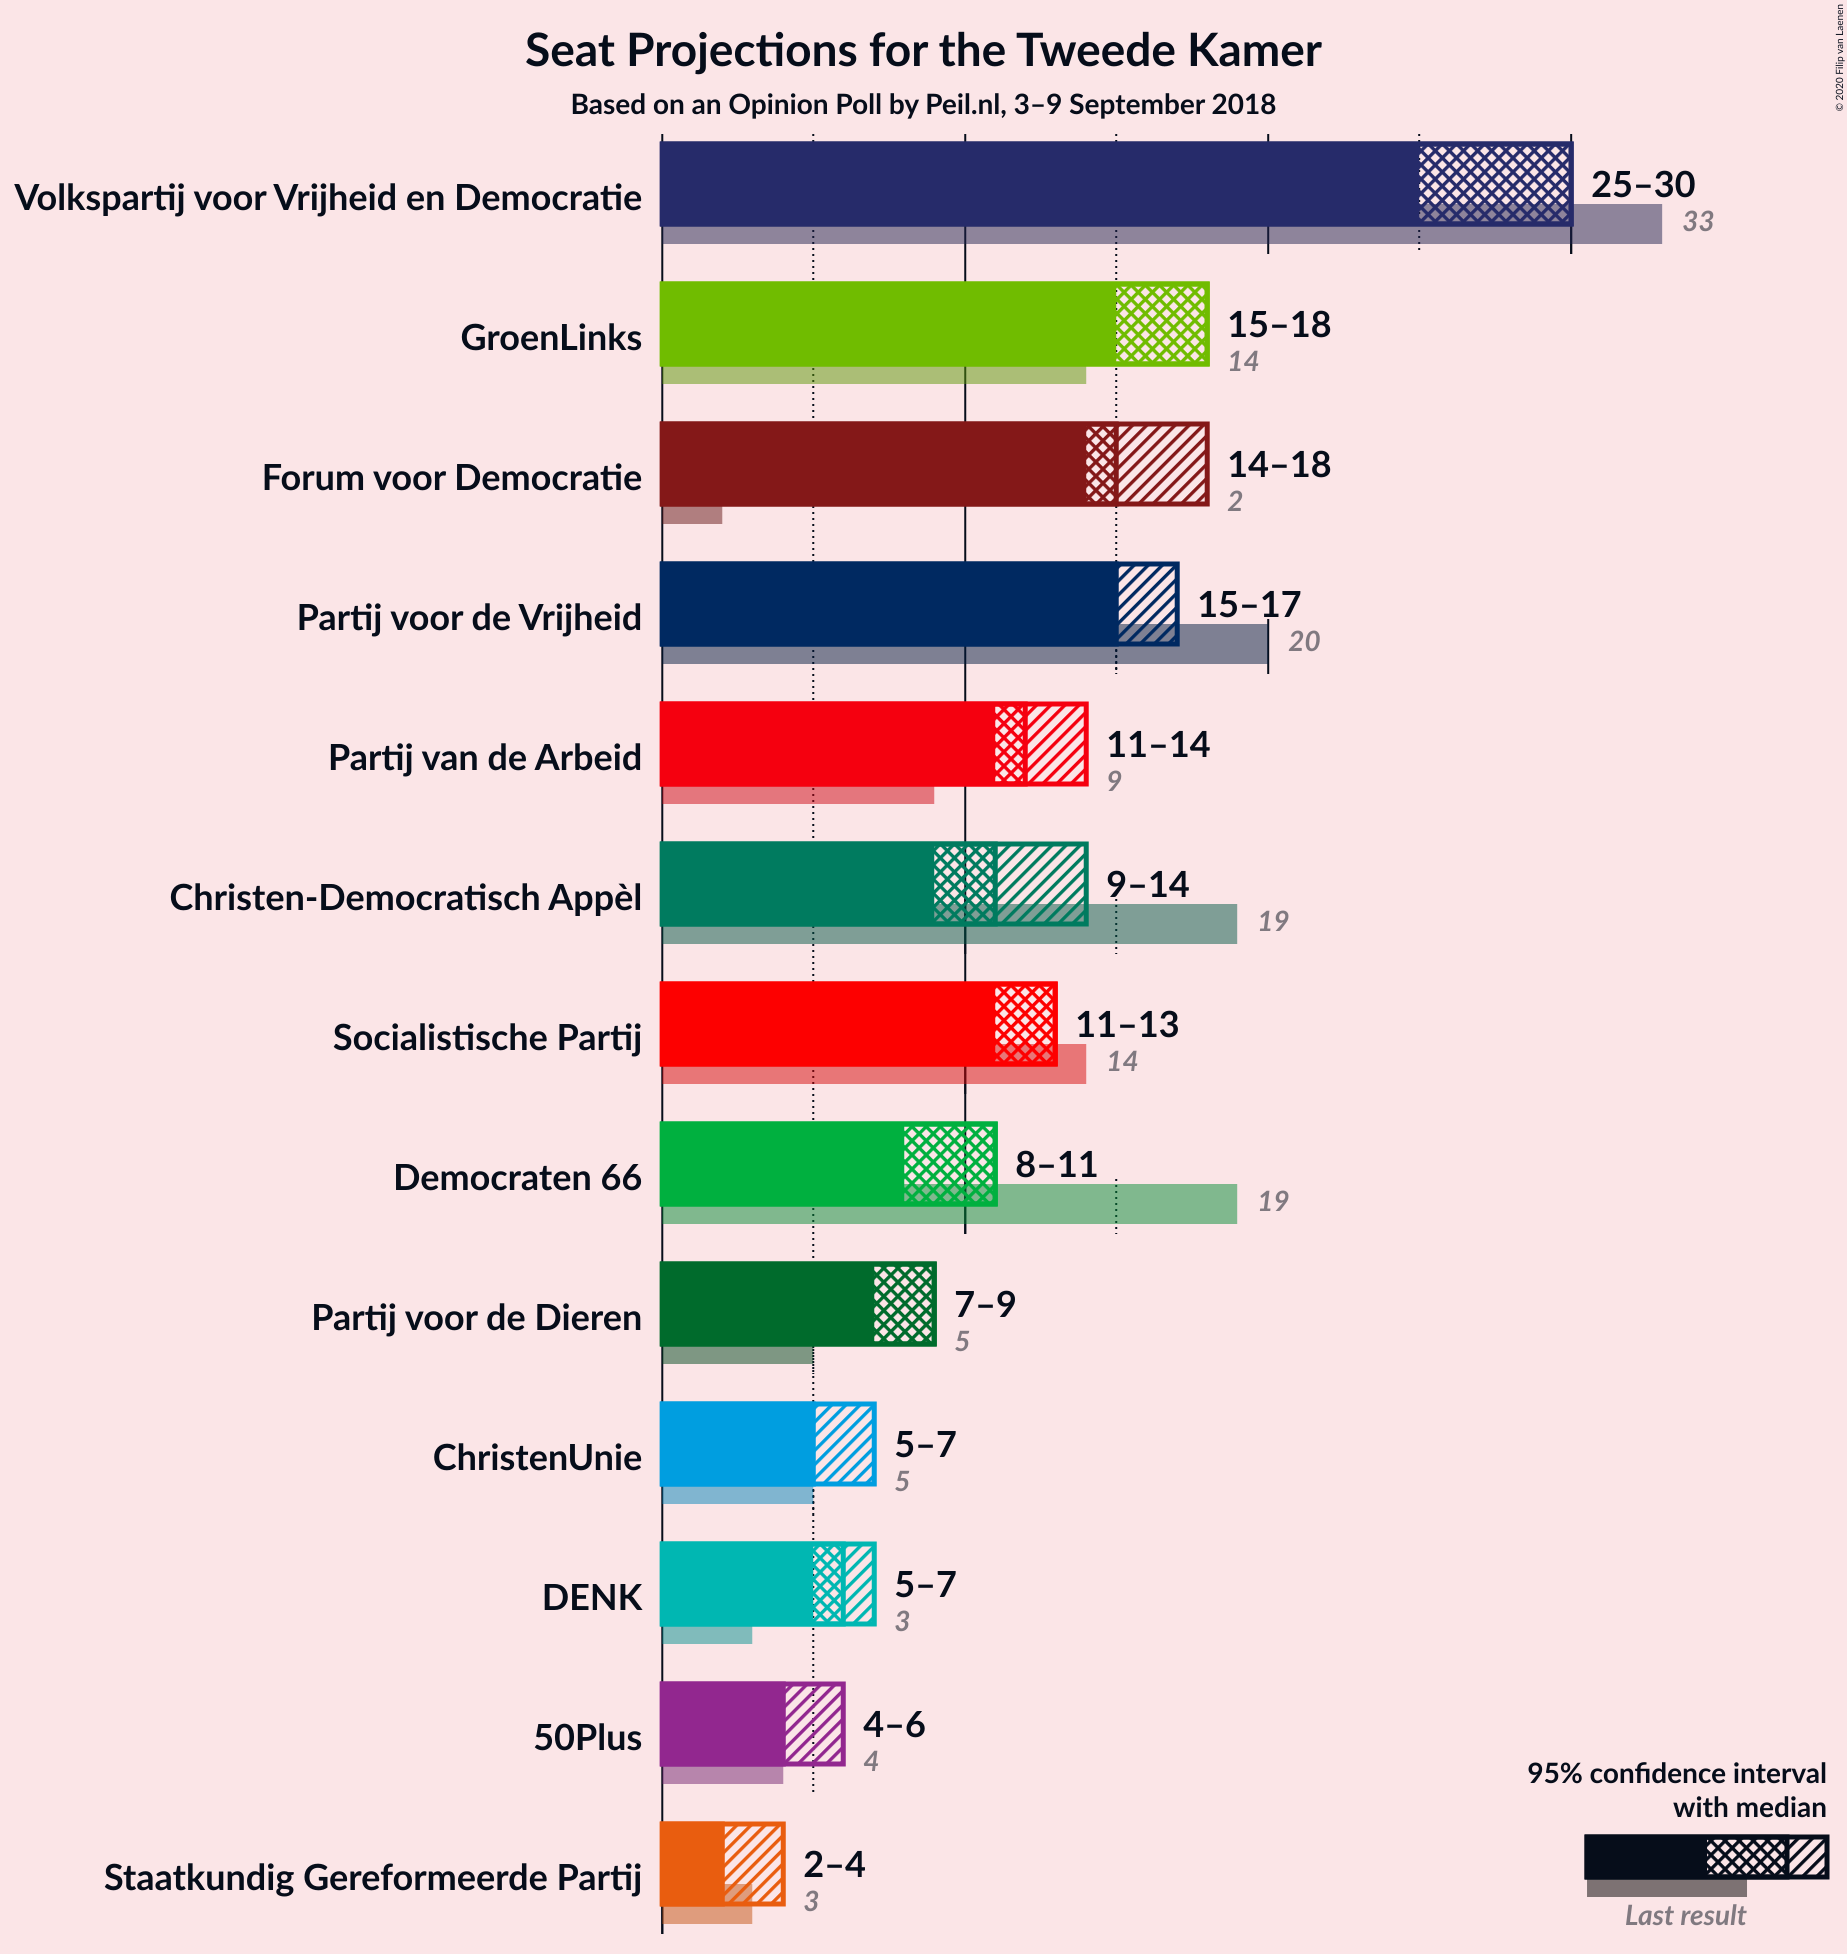 Seat Projections for the Tweede Kamer
Based on an Opinion Poll by Peil.nl, 3–9 September 2018
© 2020 Filip van Laenen
Volkspartij voor Vrijheid en Democratie
25–30
33
GroenLinks
15–18
14
Forum voor Democratie
14–18
2
Partij voor de Vrijheid
15–17
20
Partij van de Arbeid
11–14
9
Christen-Democratisch Appèl
9–14
19
Socialistische Partij
11–13
14
Democraten 66
8–11
19
Partij voor de Dieren
7–9
5
ChristenUnie
5–7
5
DENK
5–7
3
50Plus
4–6
4
Staatkundig Gereformeerde Partij
2–4
3
95% confidence interval
with median
Last result